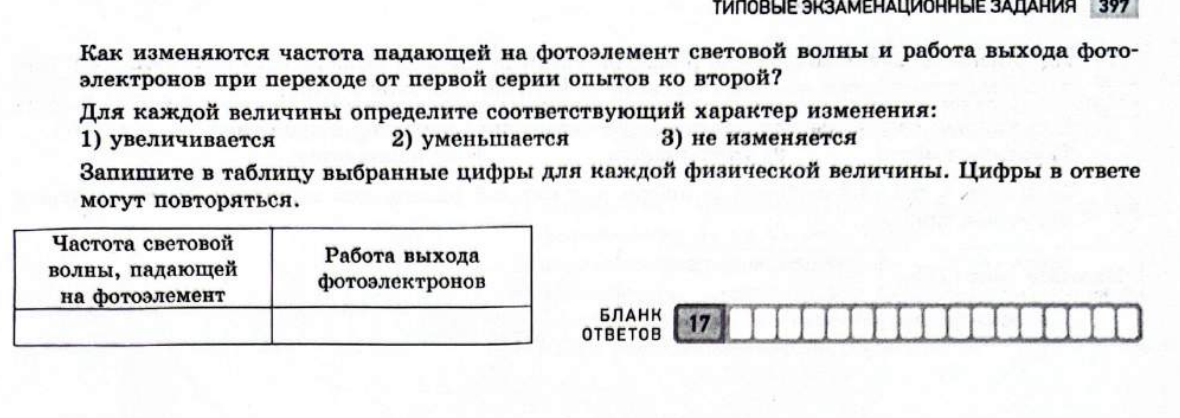 ТИПОВЫЕ ЭКЗАМЕНАЦИОННЫЕ ЗАДАНИЯ 397
Как изменяются частота падающей на фотоэлемент световой волны и работа выхода фото-
электронов при переходе от первой серии опытов ко второй?
Для каждой величины определите соответствующий характер изменения:
1) увеличивается 2) уменьшается 3) не изменяется
Запишите в таблицу выбранные цифры для каждой физической величины. Цифры в ответе
могут повторяться.
Частота световой
волны, падающей
на фотоэлемент
Работа выхода
фотоэлектронов
БЛАНК
ОТВЕТОВ
17